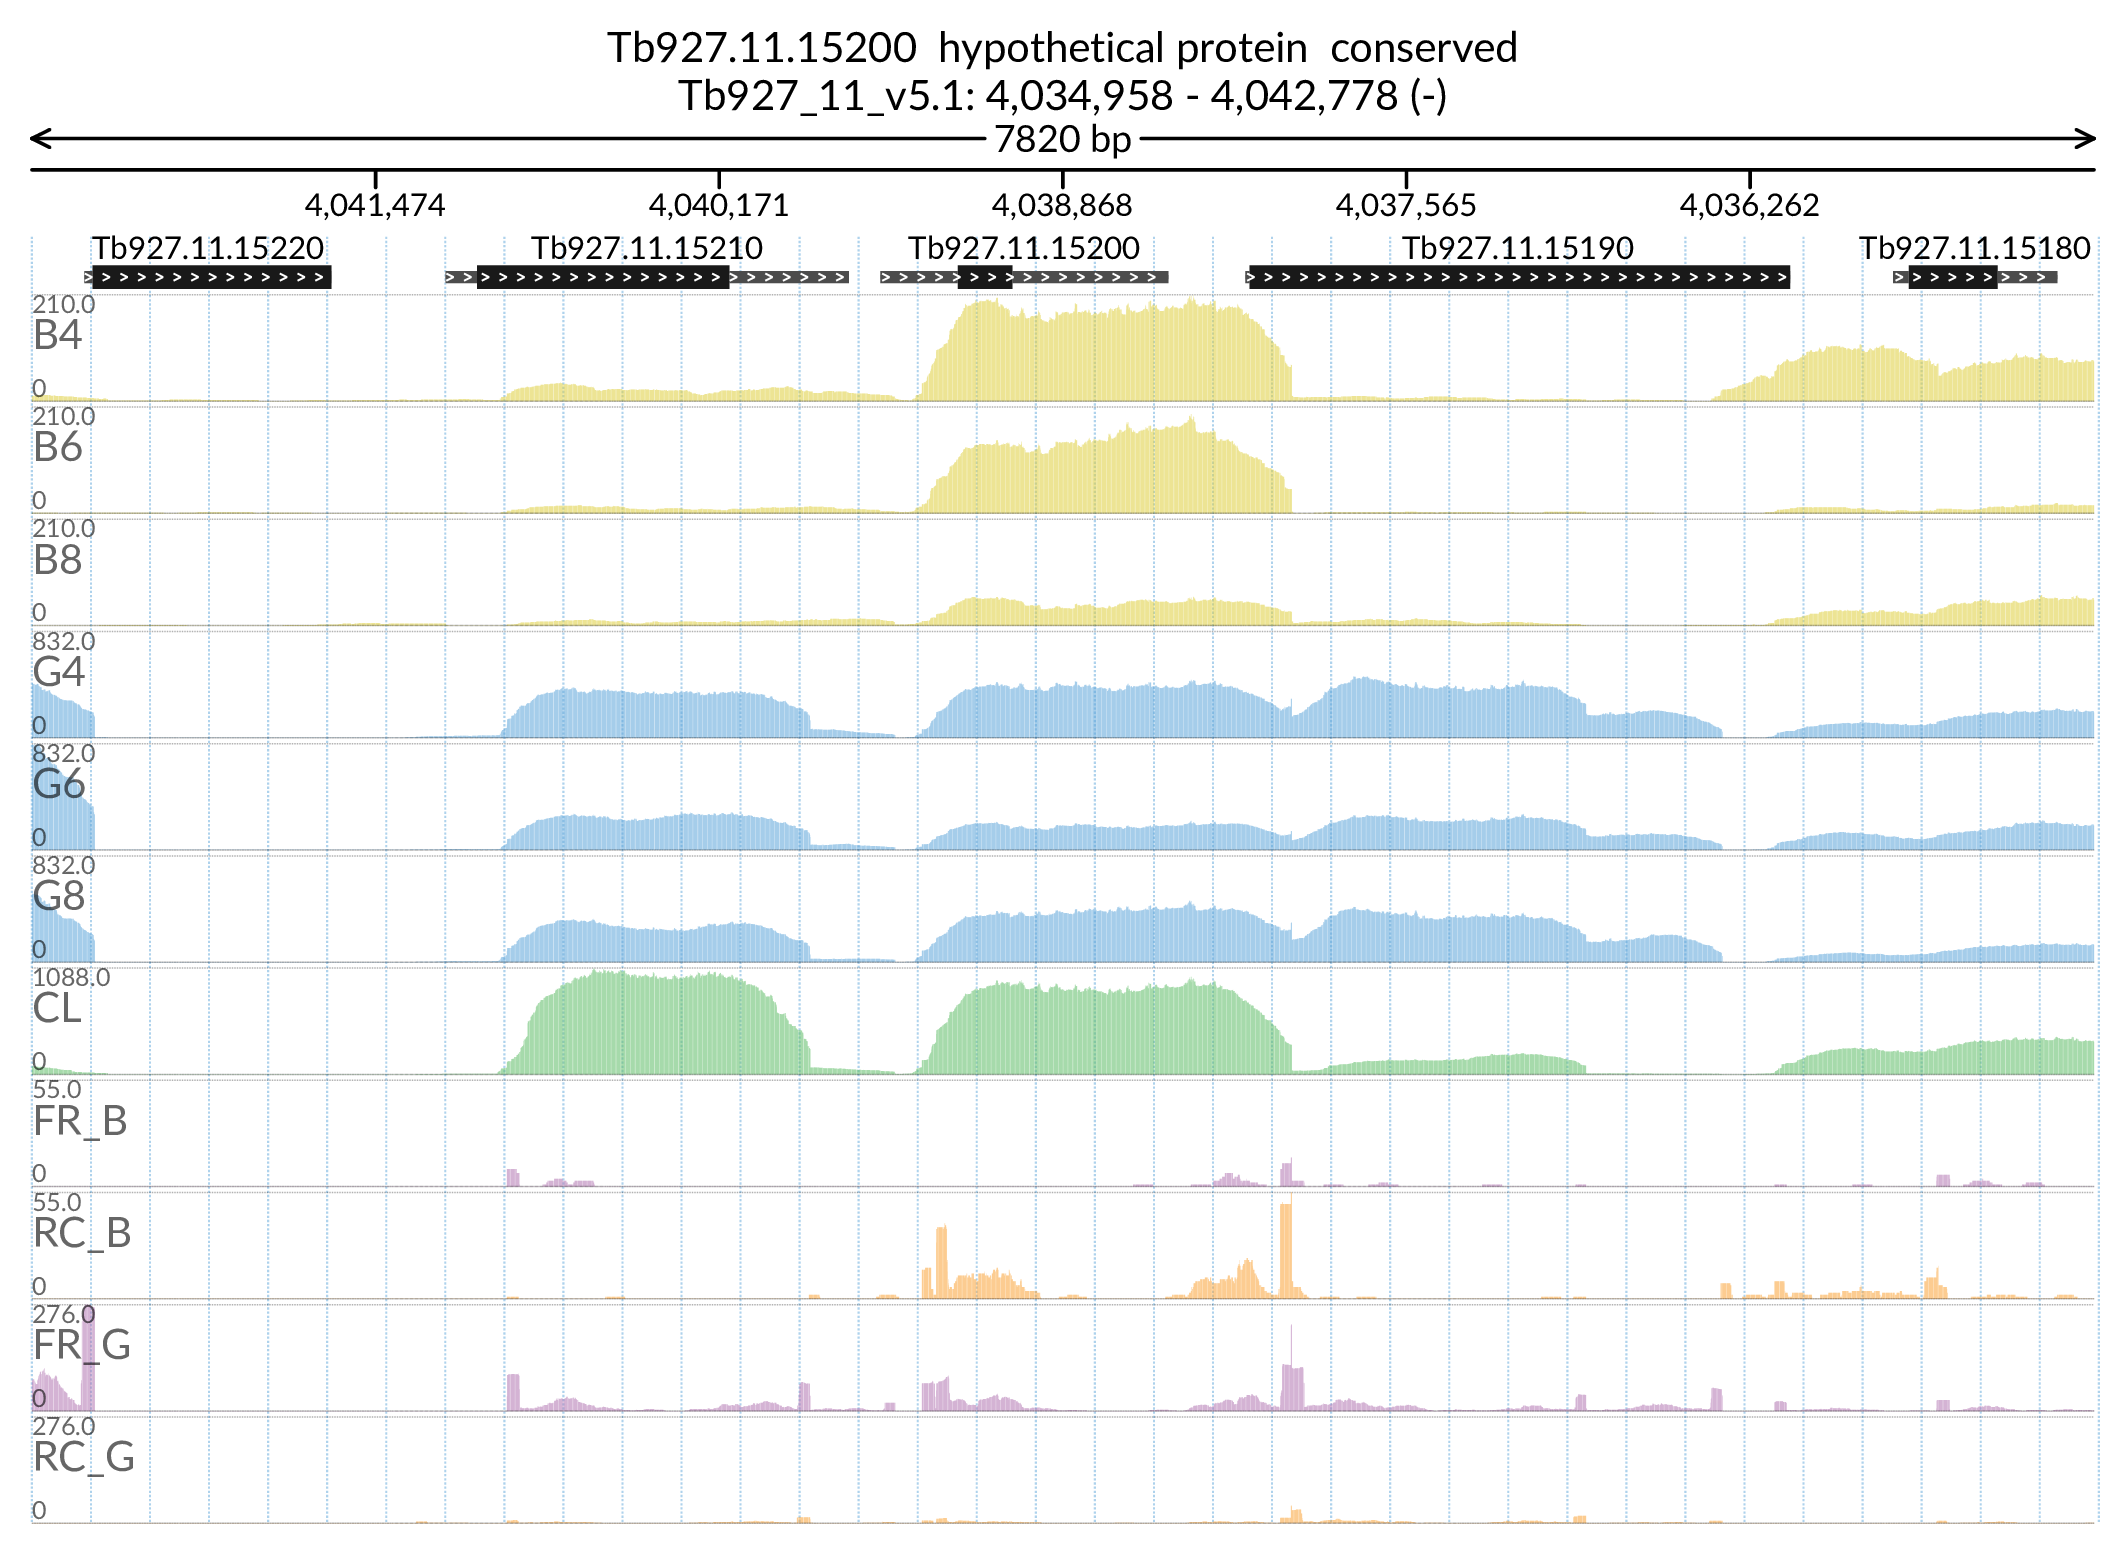 Tb927.11.15200  hypothetical protein  conserved
Tb927_11_v5.1: 4,034,958 - 4,042,778 (-)
7820 bp
4,041,474 4,040,171 4,038,868 4,037,565 4,036,262
Tb927.11.15220 Tb927.11.15210 Tb927.11.15200 Tb927.11.15190 Tb927.11.15180
210.0
B4
0
210.0
B6
0
210.0
B8
0
832.0
G4
0
832.0
G6
0
832.0
G8
0
1088.0
CL
0
55.0
FR_B
0
55.0
RC_B
0
276.0
FR_G
0
276.0
RC_G
0